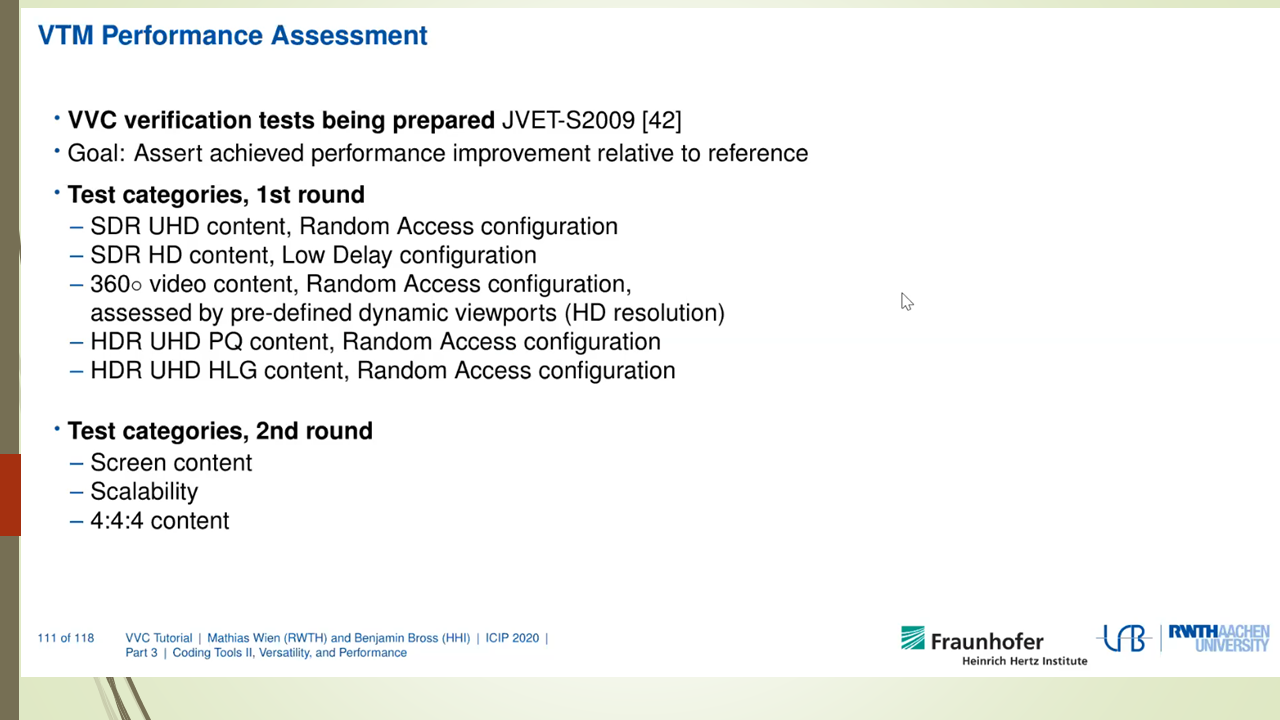 VTM Performance Assessment
• VVC verification tests being prepared JVET-S2009 [42]
• Goal: Assert achieved performance improvement relative to reference
• Test categories, 1st round
– SDR UHD content, Random Access configuration
– SDR HD content, Low Delay configuration
– 360○ video content, Random Access configuration,
assessed by pre-defined dynamic viewports (HD resolution)
– HDR UHD PQ content, Random Access configuration
– HDR UHD HLG content, Random Access configuration
• Test categories, 2nd round
– Screen content
– Scalability
– 4:4:4 content
111 of 118
VVC Tutorial | Mathias Wien (RWTH) and Benjamin Bross (HHI) | ICIP 2020 |
Part 3 | Coding Tools II, Versatility, and Performance
Fraunhofer
Heinrich Hertz Institute
LFB
RWTHAACHEN
UNIVERSITY